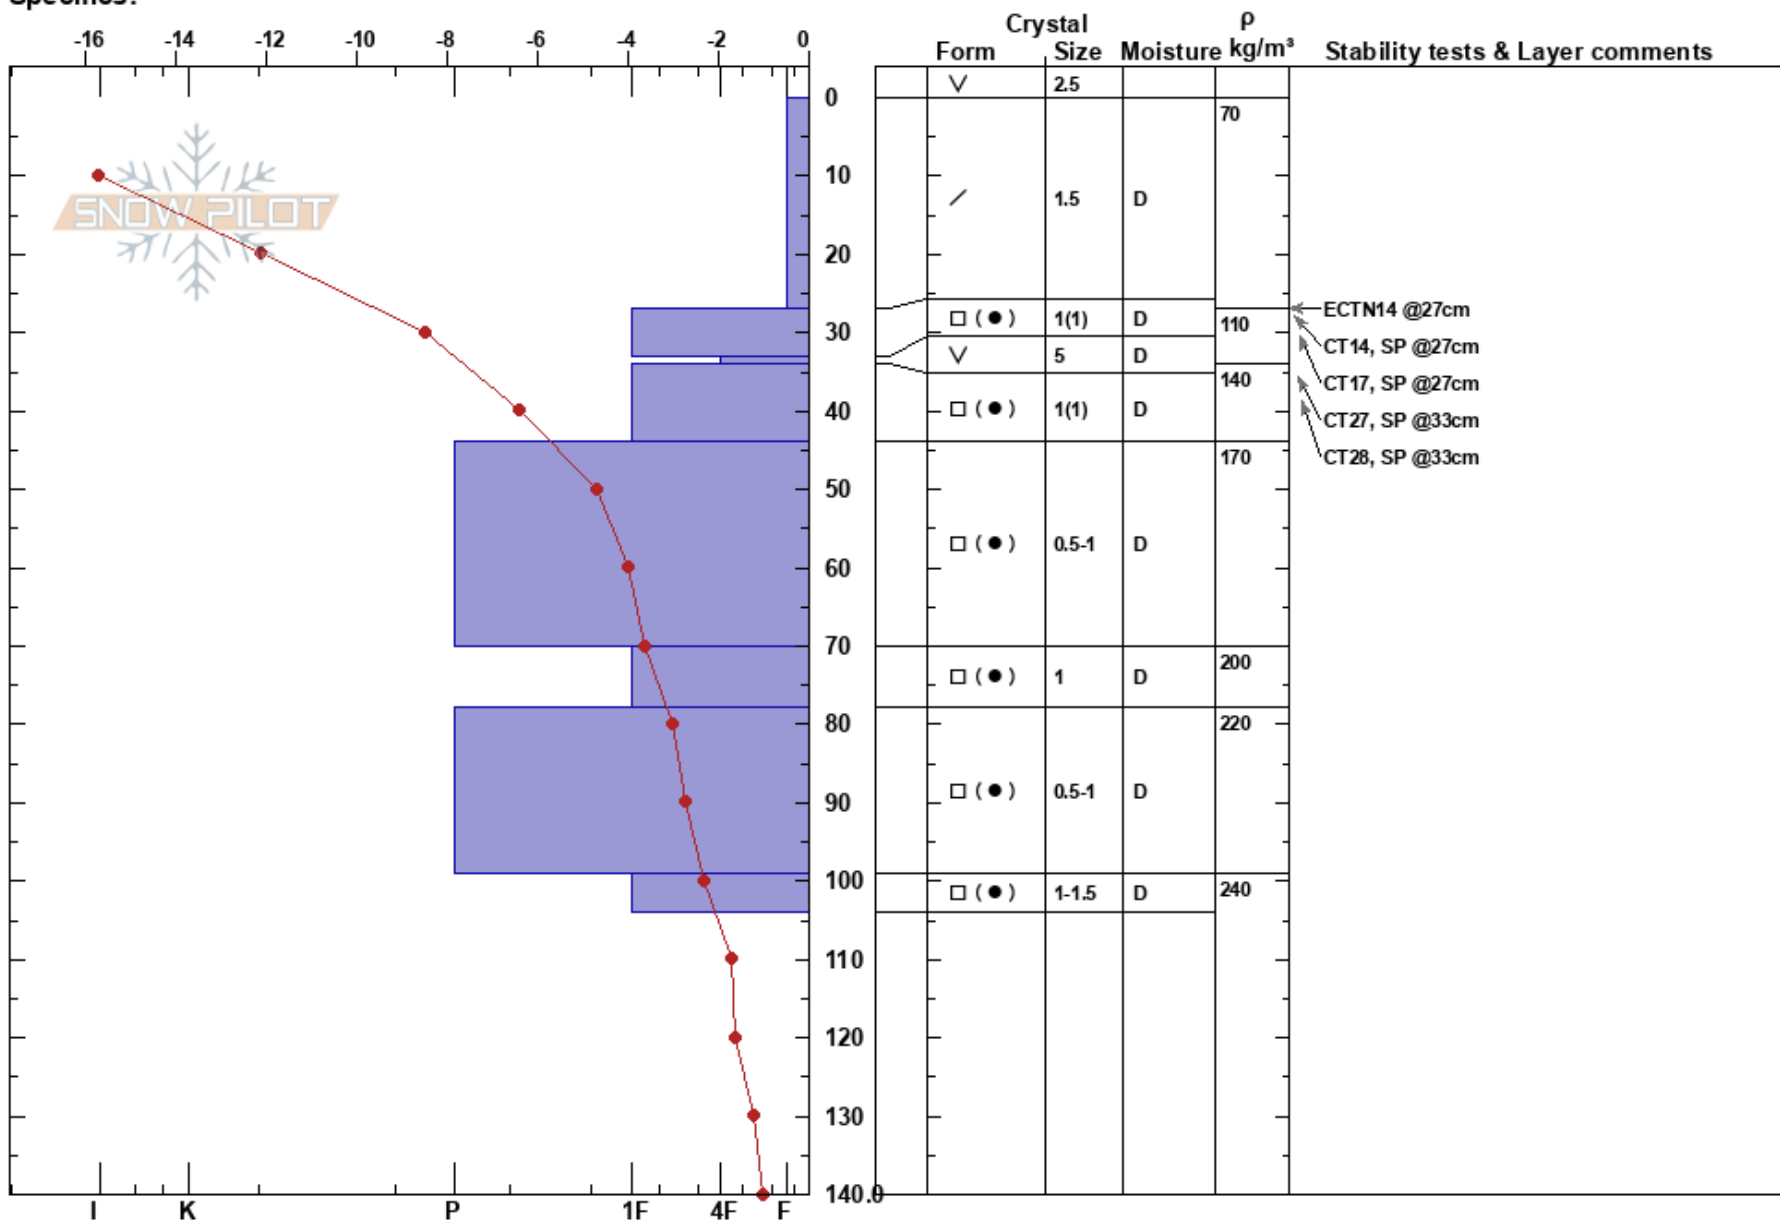 Specifics:
Crystal ρ
Form Size Moisture kg/m³ Stability tests & Layer comments
-16 -14 -12 -10 -8 -6 -4 -2 0
SNOW PILOT
2.5
0
70
10
1.5 D
20
ECTN14 @27cm
30 1(1) D 110
CT14, SP @27cm
5 D
CT17, SP @27cm
140
40 1(1) D
CT27, SP @33cm
170
CT28, SP @33cm
50
0.5-1 D
60
70
200
1 D
80 220
90 0.5-1 D
100 1-1.5 D 240
110
120
130
140.0
I K P 1F 4F F